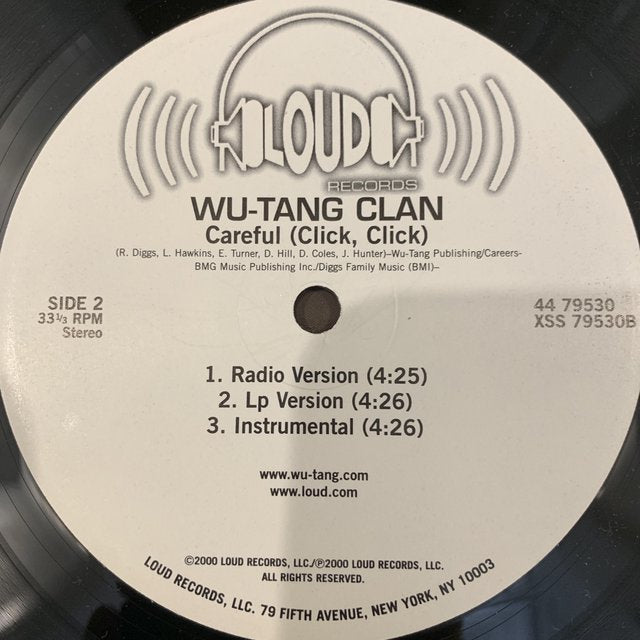 LOUD
RECORDS
WU-TANG CLAN
Careful (Click, Click)
(R. Diggs, L. Hawkins, E. Turner, D. Hill, D. Coles, J. Hunter)–Wu-Tang Publishing/Careers-
BMG Music Publishing Inc./Diggs Family Music (BMI)–
SIDE 2
33⅓ RPM
Stereo
44 79530
XSS 79530B
1. Radio Version (4:25)
2. Lp Version (4:26)
3. Instrumental (4:26)
www.wu-tang.com
www.loud.com
©2000 LOUD RECORDS, LLC./℗2000 LOUD RECORDS, LLC.
ALL RIGHTS RESERVED.
LOUD RECORDS, LLC. 79 FIFTH AVENUE, NEW YORK, NY 10003